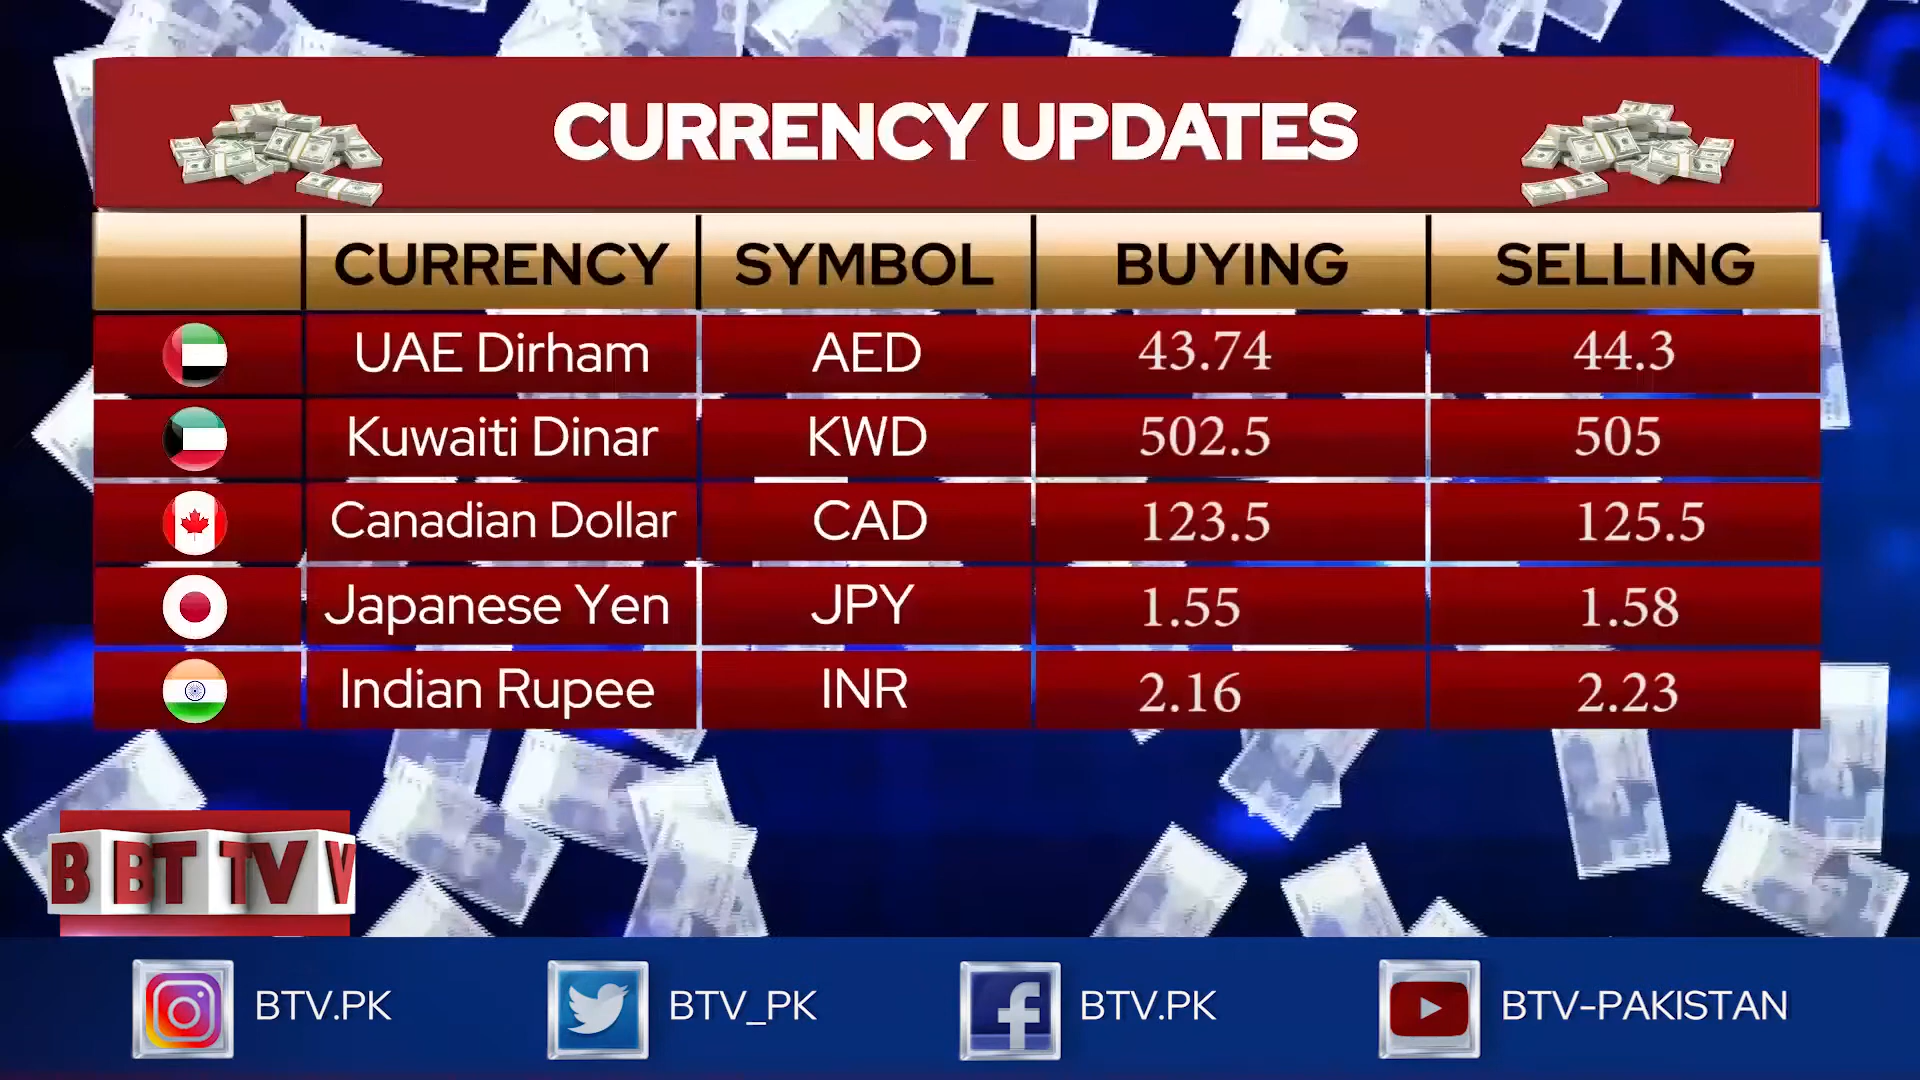 CURRENCY UPDATES
CURRENCY SYMBOL BUYING SELLING
UAE Dirham AED 43.74 44.3
Kuwaiti Dinar KWD 502.5 505
Canadian Dollar CAD 123.5 125.5
Japanese Yen JPY 1.55 1.58
Indian Rupee INR 2.16 2.23
B BT TV V
BTV.PK BTV_PK BTV.PK BTV-PAKISTAN